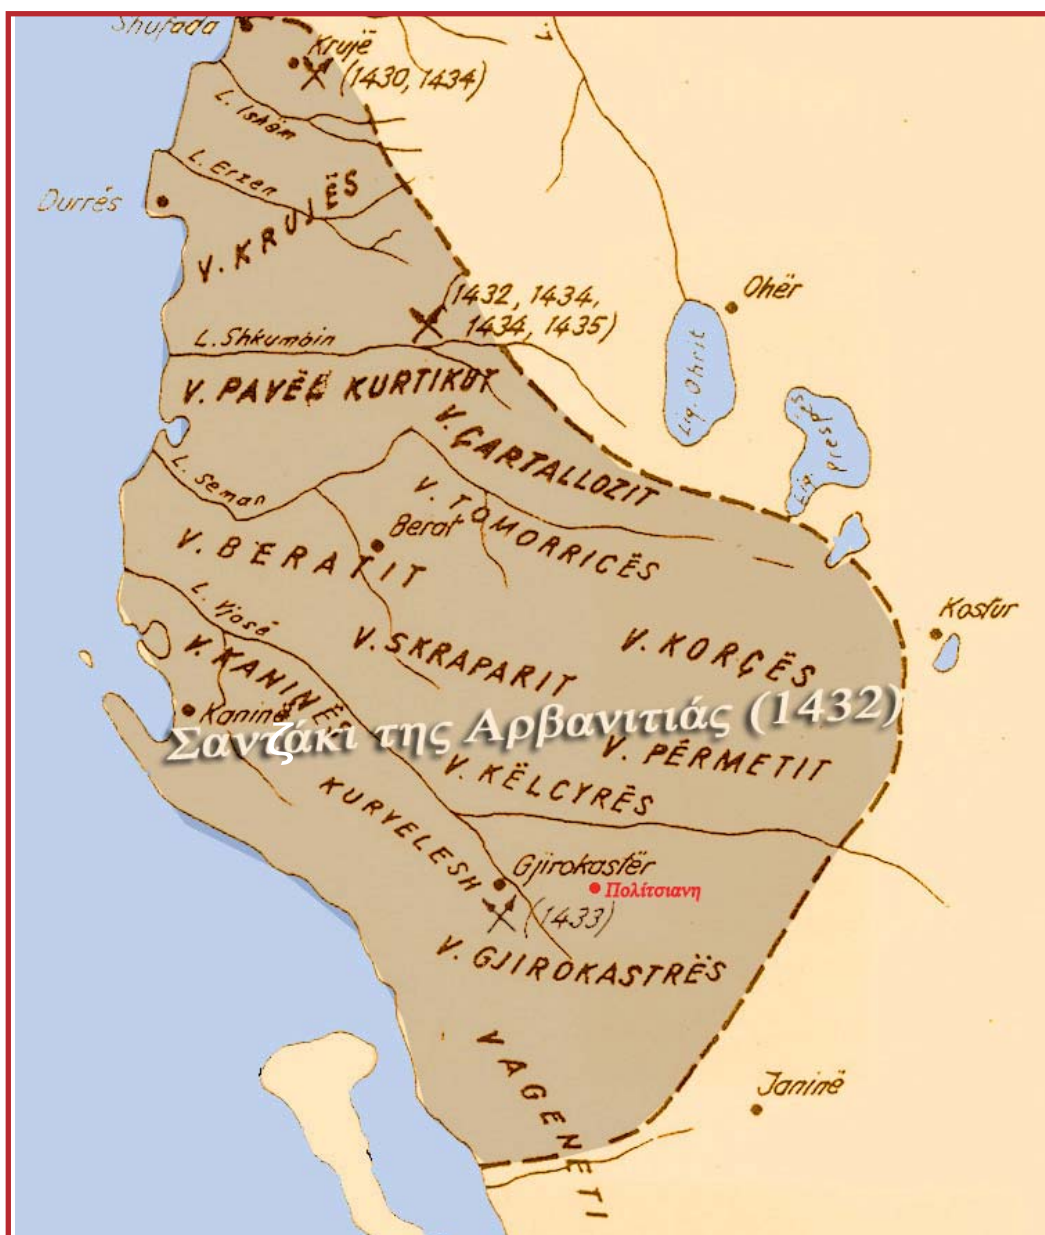 Shufada
Krujë
(1430, 1434)
L. Ishëm
L. Erzen
Durrës
V. KRUJËS
(1432, 1434,
1434, 1435)
Ohër
L. Shkumbin
Liq. Ohrit
V. PAVËL KURTIKUT
Liq. Prespës
V. ÇARTALLOZIT
L. Seman
V. TOMORRICËS
Berat
V. BERATIT
L. Vjosë
Kostur
V. SKRAPARIT
V. KORÇËS
V. KANINËS
Kaninë
Σαντζάκι της Αρβανιτιάς (1432)
V. PËRMETIT
V. KËLCYRËS
KURVELESH
Gjirokastër
Πολίτσιανη
(1433)
V. GJIROKASTRËS
VAGENETI
Janinë